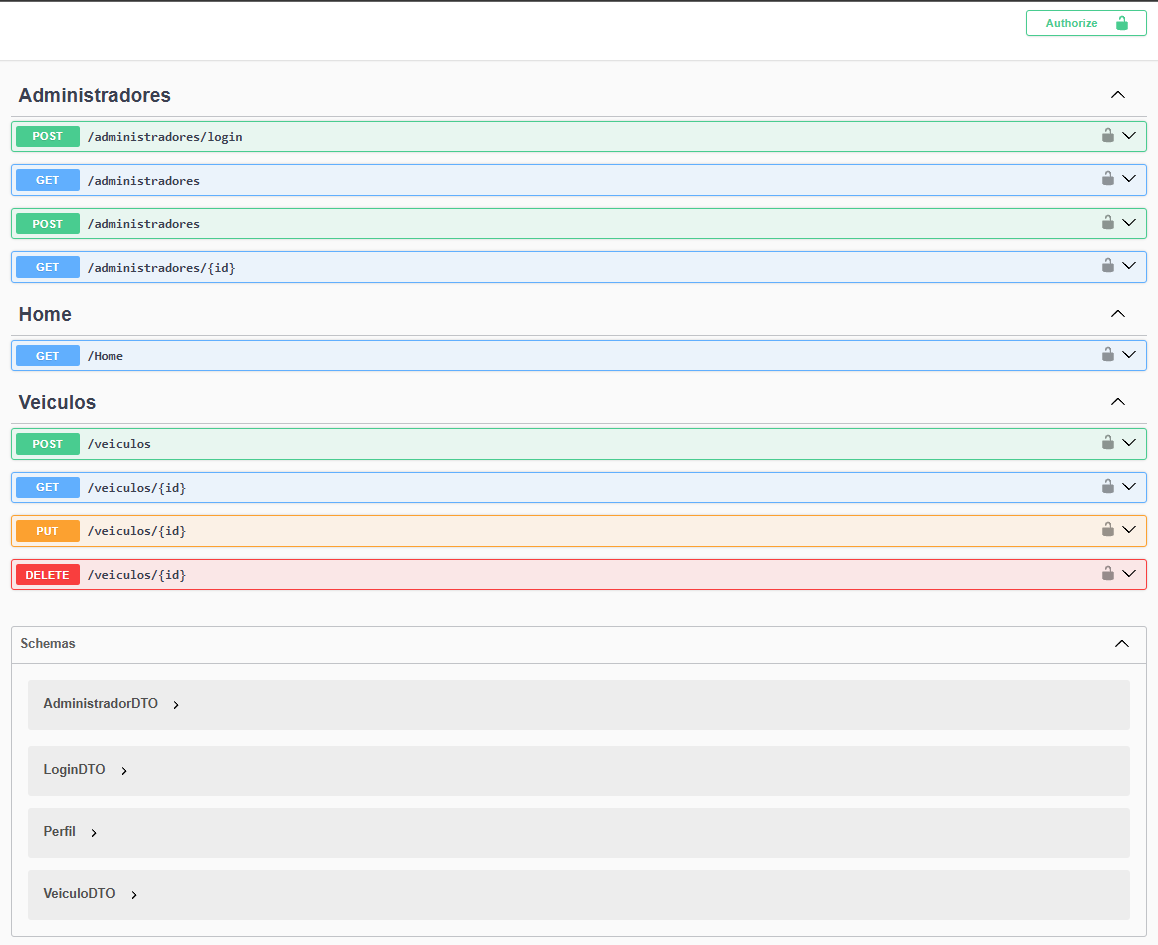 Authorize
Administradores
POST /administradores/login
GET /administradores
POST /administradores
GET /administradores/{id}
Home
GET /Home
Veiculos
POST /veiculos
GET /veiculos/{id}
PUT /veiculos/{id}
DELETE /veiculos/{id}
Schemas
AdministradorDTO
LoginDTO
Perfil
VeiculoDTO